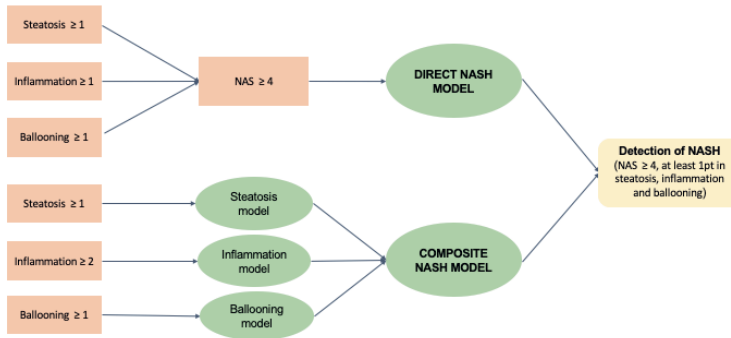 Steatosis ≥ 1
Inflammation ≥ 1
Ballooning ≥ 1
NAS ≥ 4
DIRECT NASH
MODEL
Steatosis ≥ 1
Inflammation ≥ 2
Ballooning ≥ 1
Steatosis
model
Inflammation
model
Ballooning
model
COMPOSITE
NASH MODEL
Detection of NASH
(NAS ≥ 4, at least 1pt in
steatosis, inflammation
and ballooning)